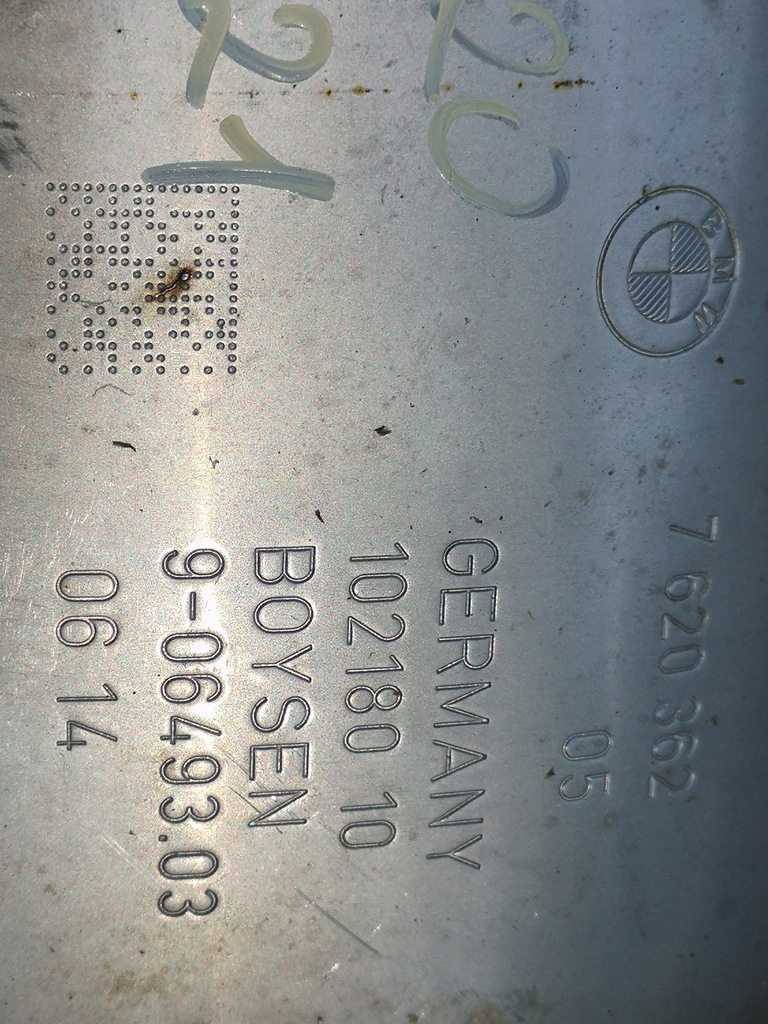 BMW
7 620 362
05
GERMANY
102180 10
BOYSEN
9-06493.03
06 14